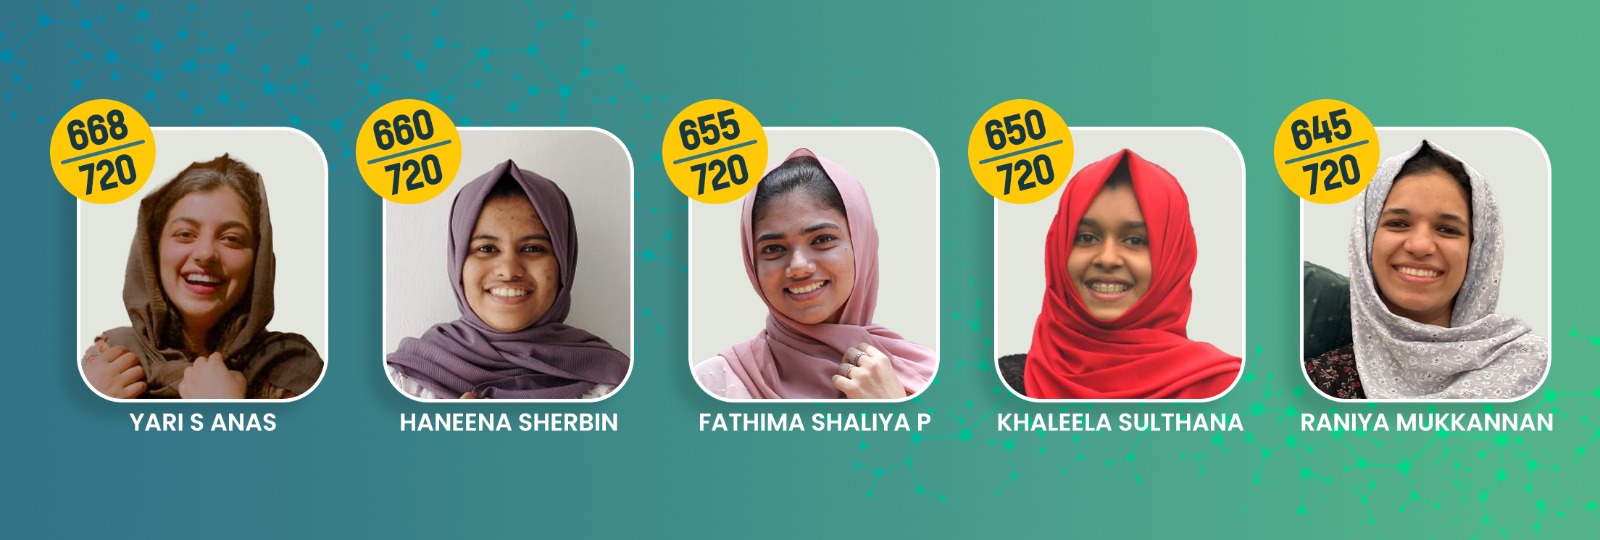 668
720
YARI S ANAS
660
720
HANEENA SHERBIN
655
720
FATHIMA SHALIYA P
650
720
KHALEELA SULTHANA
645
720
RANIYA MUKKANNAN